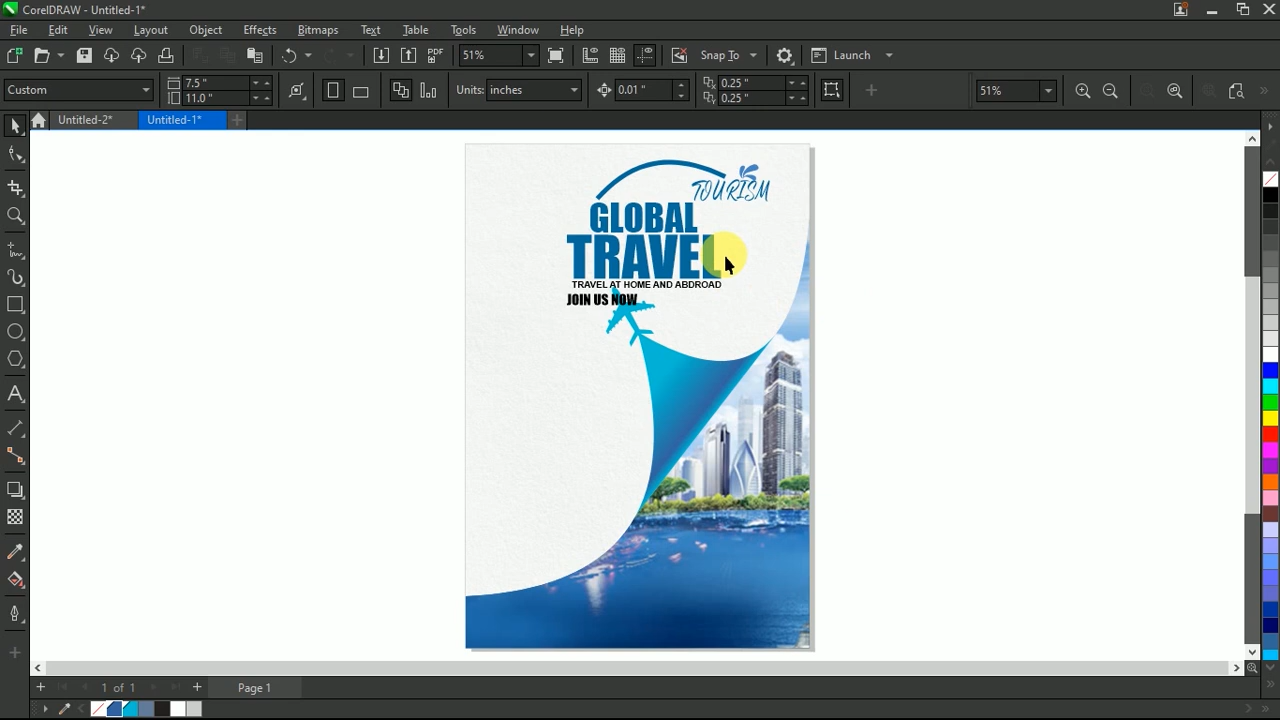 CorelDRAW - Untitled-1*
File Edit View Layout Object Effects Bitmaps Text Table Tools Window Help
PDF 51% Snap To Launch
Custom 7.5 " 11.0 " Units: inches 0.01 " 0.25 " 0.25 " 51%
Untitled-2* Untitled-1*
TOURISM
GLOBAL
TRAVEL
TRAVEL AT HOME AND ABDROAD
JOIN US NOW
1 of 1 Page 1